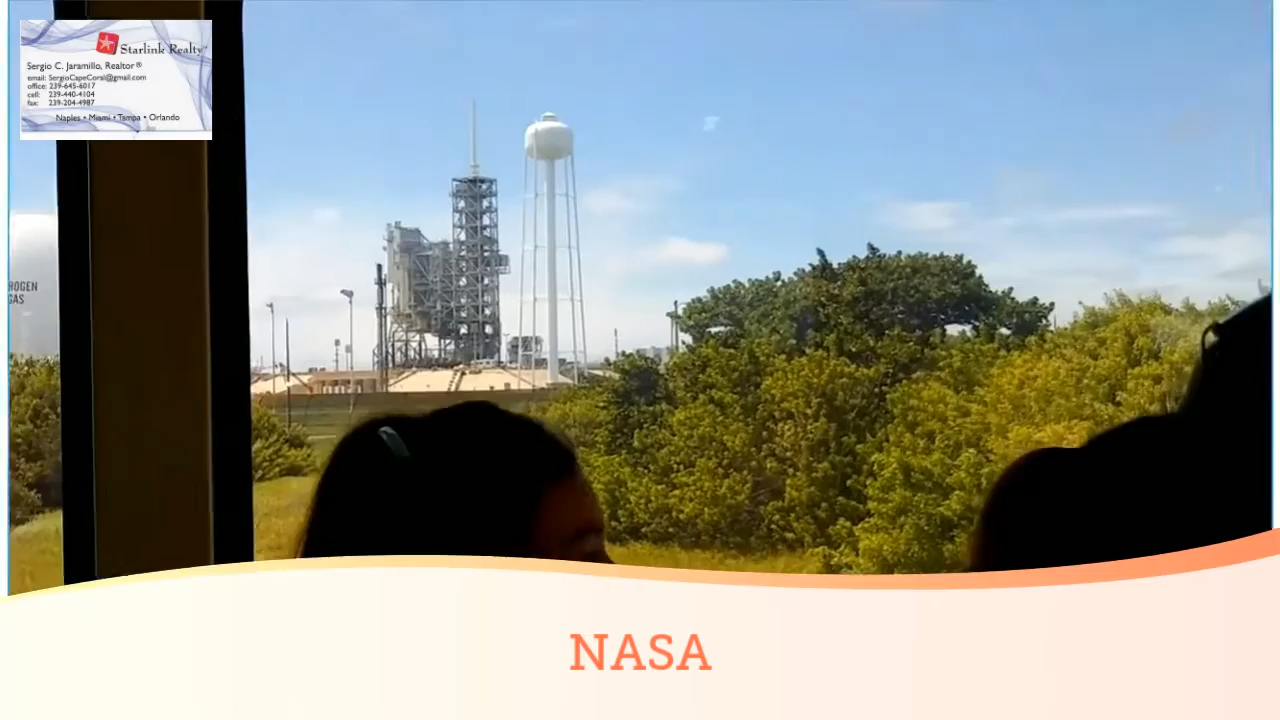 Starlink Realty
Sergio C. Jaramillo, Realtor®
email: SergioCapeCoral@gmail.com
office: 239-645-6017
cell: 239-440-4104
fax: 239-204-4987
Naples • Miami • Tampa • Orlando
GAS
NASA